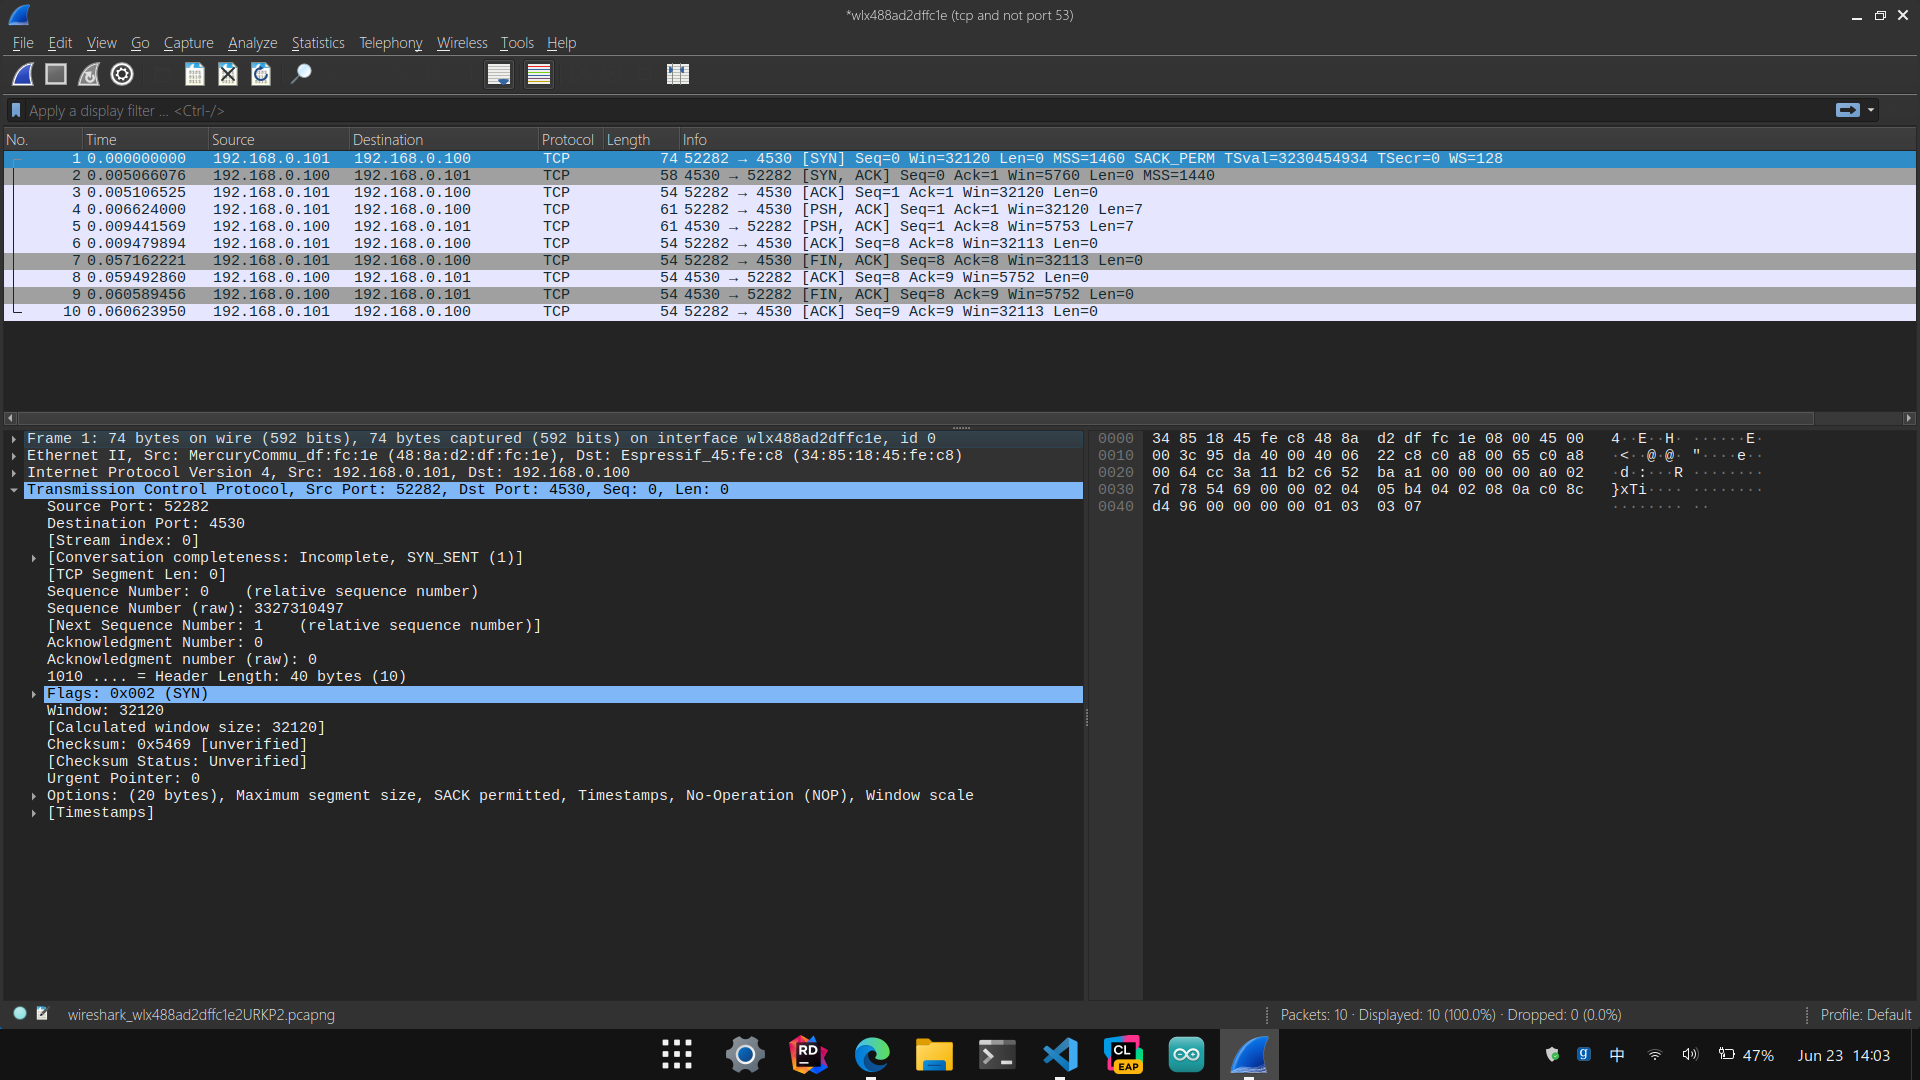 *wlx488ad2dffc1e (tcp and not port 53)
File Edit View Go Capture Analyze Statistics Telephony Wireless Tools Help
Apply a display filter ... <Ctrl-/>
No. Time Source Destination Protocol Length Info
1 0.000000000 192.168.0.101 192.168.0.100 TCP 74 52282 → 4530 [SYN] Seq=0 Win=32120 Len=0 MSS=1460 SACK_PERM TSval=3230454934 TSecr=0 WS=128
2 0.005066076 192.168.0.100 192.168.0.101 TCP 58 4530 → 52282 [SYN, ACK] Seq=0 Ack=1 Win=5760 Len=0 MSS=1440
3 0.005106525 192.168.0.101 192.168.0.100 TCP 54 52282 → 4530 [ACK] Seq=1 Ack=1 Win=32120 Len=0
4 0.006624000 192.168.0.101 192.168.0.100 TCP 61 52282 → 4530 [PSH, ACK] Seq=1 Ack=1 Win=32120 Len=7
5 0.009441569 192.168.0.100 192.168.0.101 TCP 61 4530 → 52282 [PSH, ACK] Seq=1 Ack=8 Win=5753 Len=7
6 0.009479894 192.168.0.101 192.168.0.100 TCP 54 52282 → 4530 [ACK] Seq=8 Ack=8 Win=32113 Len=0
7 0.057162221 192.168.0.101 192.168.0.100 TCP 54 52282 → 4530 [FIN, ACK] Seq=8 Ack=8 Win=32113 Len=0
8 0.059492860 192.168.0.100 192.168.0.101 TCP 54 4530 → 52282 [ACK] Seq=8 Ack=9 Win=5752 Len=0
9 0.060589456 192.168.0.100 192.168.0.101 TCP 54 4530 → 52282 [FIN, ACK] Seq=8 Ack=9 Win=5752 Len=0
10 0.060623950 192.168.0.101 192.168.0.100 TCP 54 52282 → 4530 [ACK] Seq=9 Ack=9 Win=32113 Len=0
Frame 1: 74 bytes on wire (592 bits), 74 bytes captured (592 bits) on interface wlx488ad2dffc1e, id 0
Ethernet II, Src: MercuryCommu_df:fc:1e (48:8a:d2:df:fc:1e), Dst: Espressif_45:fe:c8 (34:85:18:45:fe:c8)
Internet Protocol Version 4, Src: 192.168.0.101, Dst: 192.168.0.100
Transmission Control Protocol, Src Port: 52282, Dst Port: 4530, Seq: 0, Len: 0
Source Port: 52282
Destination Port: 4530
[Stream index: 0]
[Conversation completeness: Incomplete, SYN_SENT (1)]
[TCP Segment Len: 0]
Sequence Number: 0 (relative sequence number)
Sequence Number (raw): 3327310497
[Next Sequence Number: 1 (relative sequence number)]
Acknowledgment Number: 0
Acknowledgment number (raw): 0
1010 .... = Header Length: 40 bytes (10)
Flags: 0x002 (SYN)
Window: 32120
[Calculated window size: 32120]
Checksum: 0x5469 [unverified]
[Checksum Status: Unverified]
Urgent Pointer: 0
Options: (20 bytes), Maximum segment size, SACK permitted, Timestamps, No-Operation (NOP), Window scale
[Timestamps]
0000 34 85 18 45 fe c8 48 8a d2 df fc 1e 08 00 45 00 4··E··H· ······E·
0010 00 3c 95 da 40 00 40 06 22 c8 c0 a8 00 65 c0 a8 ·<··@·@· "····e··
0020 00 64 cc 3a 11 b2 c6 52 ba a1 00 00 00 00 a0 02 ·d·:···R ········
0030 7d 78 54 69 00 00 02 04 05 b4 04 02 08 0a c0 8c }xTi···· ········
0040 d4 96 00 00 00 00 01 03 03 07 ········ ··
wireshark_wlx488ad2dffc1e2URKP2.pcapng
Packets: 10 · Displayed: 10 (100.0%) · Dropped: 0 (0.0%)
Profile: Default
RD
CL
EAP
g 中 47% Jun 23 14:03